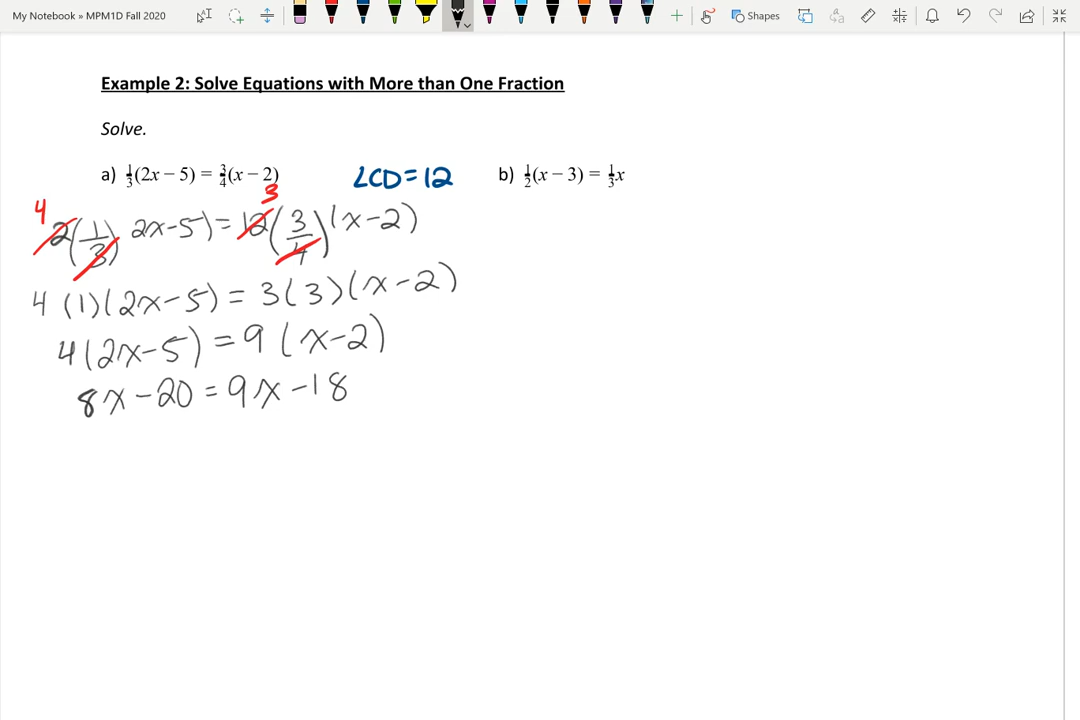 My Notebook » MPM1D Fall 2020
Shapes
Example 2: Solve Equations with More than One Fraction
Solve.
a) 1/3(2x − 5) = 3/4(x − 2)
LCD = 12
b) 1/2(x − 3) = 1/3x
4 3
2(1/3) 2x-5) = 12(3/4)(x-2)
4 (1)(2x-5) = 3(3)(x-2)
4(2x-5) = 9(x-2)
8x-20 = 9x-18